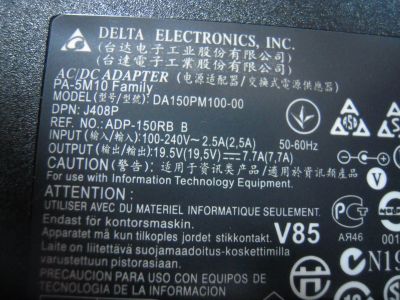 DELTA ELECTRONICS, INC.
(台达电子工业股份有限公司)
(台達電子工業股份有限公司)
AC/DC ADAPTER (电源适配器/交換式電源供應器)
PA-5M10 Family
MODEL(型号/型號): DA150PM100-00
DPN: J408P
REF. NO.: ADP-150RB B
INPUT(输入/輸入):100-240V~ 2.5A(2,5A) 50-60Hz
OUTPUT(输出/輸出):19.5V(19,5V)⎓7.7A(7,7A)
CAUTION(警告): 适用于资讯类产品/適用於資訊類產品
For use with Information Technology Equipment.
ATTENTION :
UTILISER AVEC DU MATERIEL INFORMATIQUE SEULEMENT.
Endast för kontorsmaskin.
Apparatet må kun tilkoples jordet stikkontakt.
Laite on liitettävä suojamaadoitus-koskettimilla
varustettuun pistorasiaan.
PRECAUCION: PARA USO CON EQUIPOS DE
TECNOLOGIA DE INFORMACION
V85
V
АЯ46
001
N19